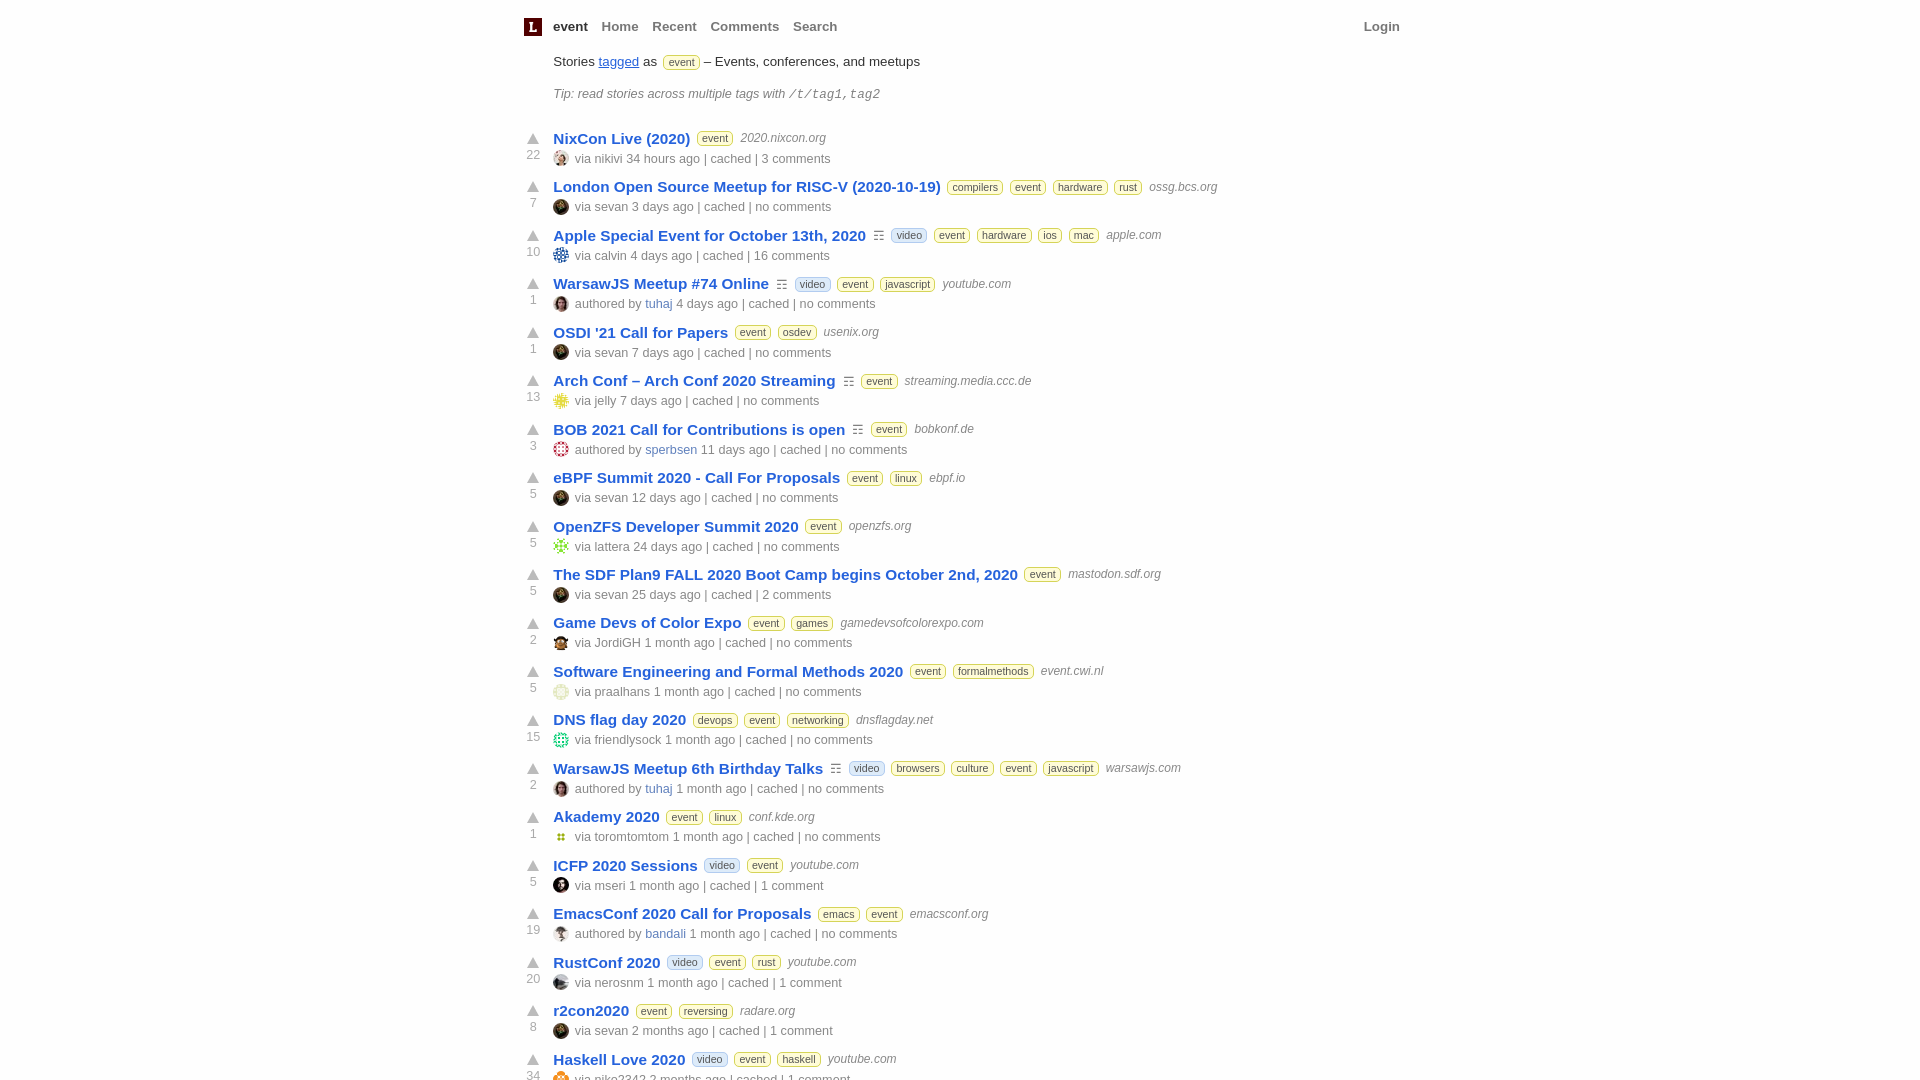 L event Home Recent Comments Search Login
Stories tagged as event – Events, conferences, and meetups
Tip: read stories across multiple tags with /t/tag1,tag2
NixCon Live (2020) event 2020.nixcon.org
22 via nikivi 34 hours ago | cached | 3 comments
London Open Source Meetup for RISC-V (2020-10-19) compilers event hardware rust ossg.bcs.org
7 via sevan 3 days ago | cached | no comments
Apple Special Event for October 13th, 2020 ☶ video event hardware ios mac apple.com
10 via calvin 4 days ago | cached | 16 comments
WarsawJS Meetup #74 Online ☶ video event javascript youtube.com
1 authored by tuhaj 4 days ago | cached | no comments
OSDI '21 Call for Papers event osdev usenix.org
1 via sevan 7 days ago | cached | no comments
Arch Conf – Arch Conf 2020 Streaming ☶ event streaming.media.ccc.de
13 via jelly 7 days ago | cached | no comments
BOB 2021 Call for Contributions is open ☶ event bobkonf.de
3 authored by sperbsen 11 days ago | cached | no comments
eBPF Summit 2020 - Call For Proposals event linux ebpf.io
5 via sevan 12 days ago | cached | no comments
OpenZFS Developer Summit 2020 event openzfs.org
5 via lattera 24 days ago | cached | no comments
The SDF Plan9 FALL 2020 Boot Camp begins October 2nd, 2020 event mastodon.sdf.org
5 via sevan 25 days ago | cached | 2 comments
Game Devs of Color Expo event games gamedevsofcolorexpo.com
2 via JordiGH 1 month ago | cached | no comments
Software Engineering and Formal Methods 2020 event formalmethods event.cwi.nl
5 via praalhans 1 month ago | cached | no comments
DNS flag day 2020 devops event networking dnsflagday.net
15 via friendlysock 1 month ago | cached | no comments
WarsawJS Meetup 6th Birthday Talks ☶ video browsers culture event javascript warsawjs.com
2 authored by tuhaj 1 month ago | cached | no comments
Akademy 2020 event linux conf.kde.org
1 via toromtomtom 1 month ago | cached | no comments
ICFP 2020 Sessions video event youtube.com
5 via mseri 1 month ago | cached | 1 comment
EmacsConf 2020 Call for Proposals emacs event emacsconf.org
19 authored by bandali 1 month ago | cached | no comments
RustConf 2020 video event rust youtube.com
20 via nerosnm 1 month ago | cached | 1 comment
r2con2020 event reversing radare.org
8 via sevan 2 months ago | cached | 1 comment
Haskell Love 2020 video event haskell youtube.com
34 via niko2342 2 months ago | cached | 1 comment